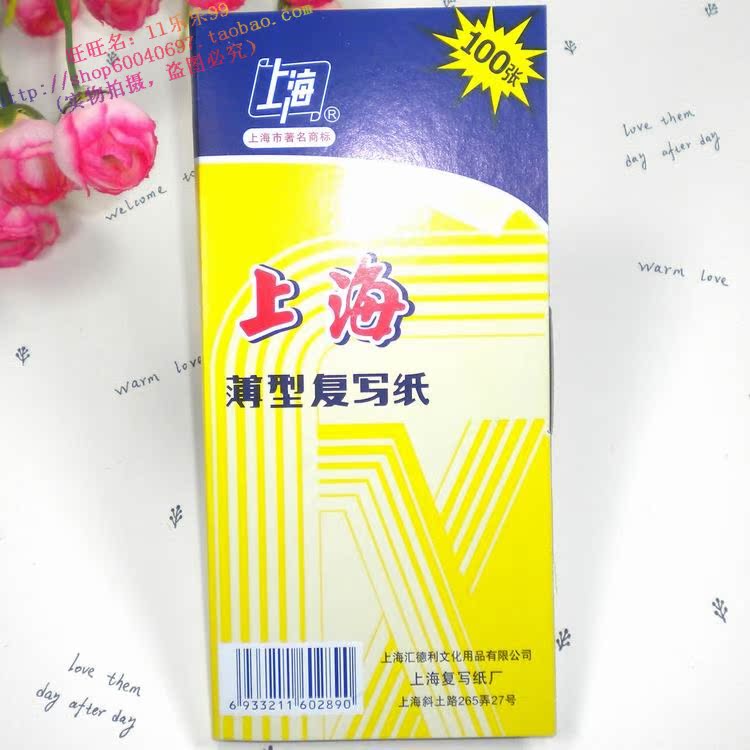 旺旺名：11乐乐99
http://shop60040697.taobao.com
(实物拍摄，盗图必究)
上海
®
上海市著名商标
100张
上海
薄型复写纸
上海汇德利文化用品有限公司
上海复写纸厂
上海斜土路265弄27号
6 933211 602890
love them
day after day
warm love
welcome to
warm love
love them
day after day